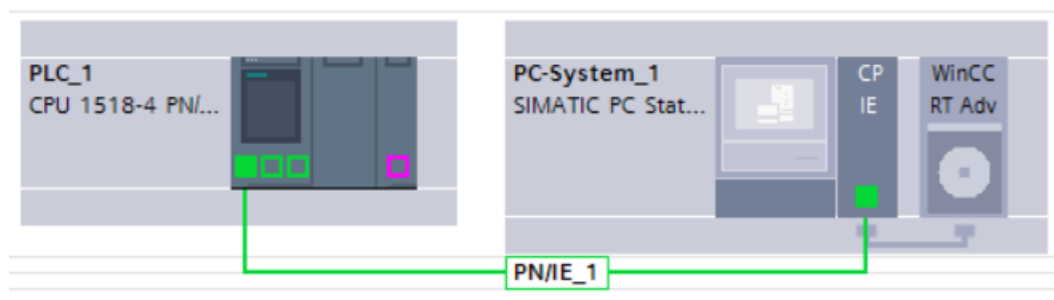 PLC_1
CPU 1518-4 PN/...
PC-System_1
SIMATIC PC Stat...
CP
IE
WinCC
RT Adv
PN/IE_1